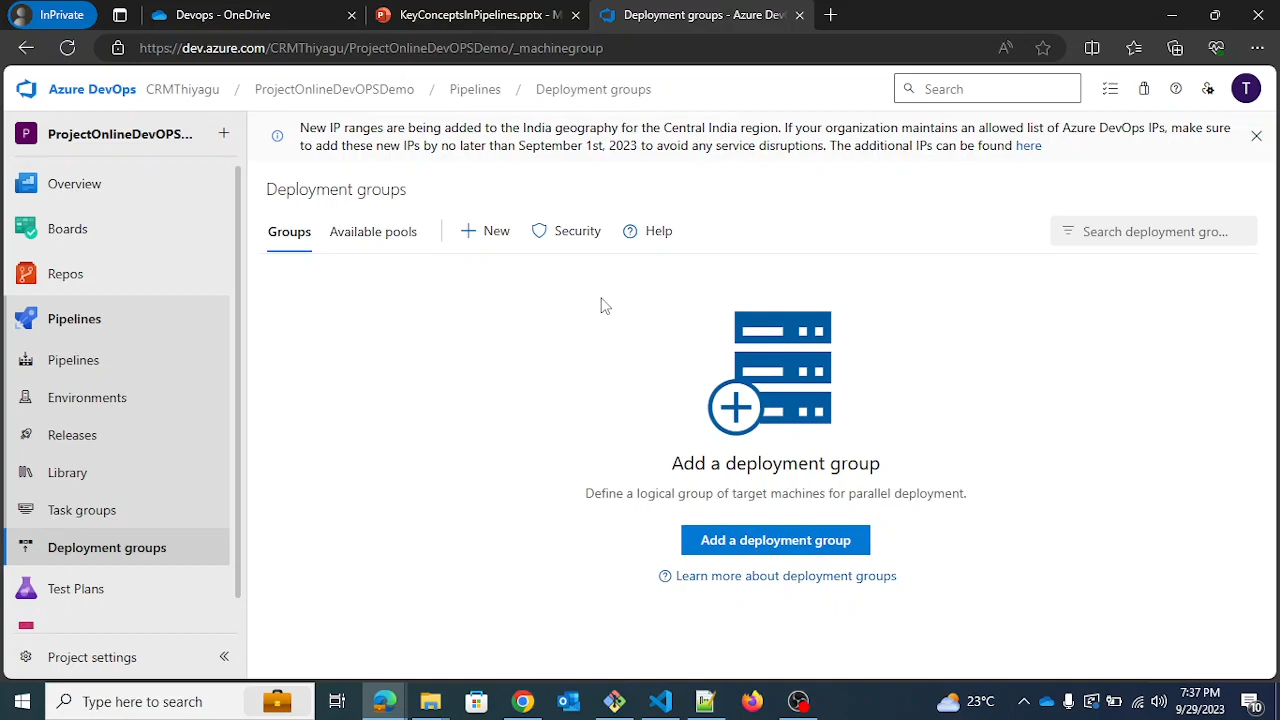 InPrivate
Devops - OneDrive
KeyConceptsInPipelines.pptx - M
Deployment groups - Azure Dev
https://dev.azure.com/CRMThiyagu/ProjectOnlineDevOPSDemo/_machinegroup
Azure DevOps CRMThiyagu / ProjectOnlineDevOPSDemo / Pipelines / Deployment groups
Search
T
P ProjectOnlineDevOPS...
New IP ranges are being added to the India geography for the Central India region. If your organization maintains an allowed list of Azure DevOps IPs, make sure
to add these new IPs by no later than September 1st, 2023 to avoid any service disruptions. The additional IPs can be found here
Overview
Boards
Repos
Pipelines
Pipelines
Environments
Releases
Library
Task groups
Deployment groups
Test Plans
Project settings
Deployment groups
Groups Available pools New Security Help
Search deployment gro...
Add a deployment group
Define a logical group of target machines for parallel deployment.
Add a deployment group
Learn more about deployment groups
Type here to search
23°C
7:37 PM
9/29/2023
10